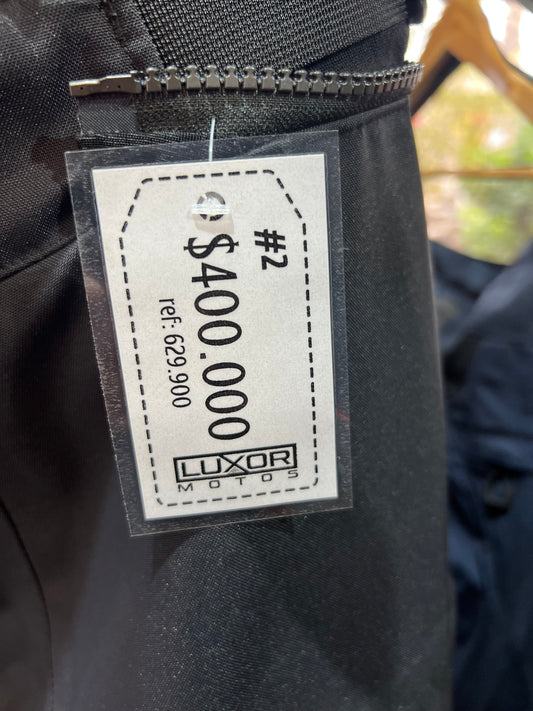 #2
$400.000
ref: 629.900
LUXOR
MOTOS